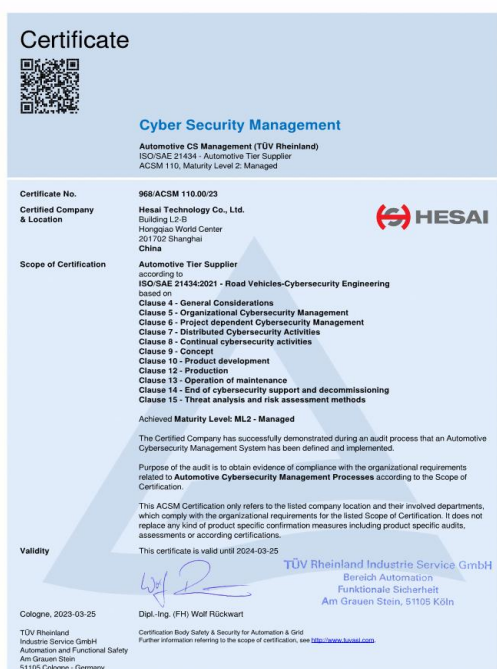 Certificate
Cyber Security Management
Automotive CS Management (TÜV Rheinland)
ISO/SAE 21434 - Automotive Tier Supplier
ACSM 110, Maturity Level 2: Managed
Certificate No.
968/ACSM 110.00/23
Certified Company
& Location
Hesai Technology Co., Ltd.
Building L2-B
Hongqiao World Center
201702 Shanghai
China
HESAI
Scope of Certification
Automotive Tier Supplier
according to
ISO/SAE 21434:2021 - Road Vehicles-Cybersecurity Engineering
based on
Clause 4 - General Considerations
Clause 5 - Organizational Cybersecurity Management
Clause 6 - Project dependent Cybersecurity Management
Clause 7 - Distributed Cybersecurity Activities
Clause 8 - Continual cybersecurity activities
Clause 9 - Concept
Clause 10 - Product development
Clause 12 - Production
Clause 13 - Operation of maintenance
Clause 14 - End of cybersecurity support and decommissioning
Clause 15 - Threat analysis and risk assessment methods
Achieved Maturity Level: ML2 - Managed
The Certified Company has successfully demonstrated during an audit process that an Automotive
Cybersecurity Management System has been defined and implemented.
Purpose of the audit is to obtain evidence of compliance with the organizational requirements
related to Automotive Cybersecurity Management Processes according to the Scope of
Certification.
This ACSM Certification only refers to the listed company location and their involved departments,
which comply with the organizational requirements for the listed Scope of Certification. It does not
replace any kind of product specific confirmation measures including product specific audits,
assessments or according certifications.
Validity
This certificate is valid until 2024-03-25
TÜV Rheinland Industrie Service GmbH
Bereich Automation
Funktionale Sicherheit
Am Grauen Stein, 51105 Köln
Cologne, 2023-03-25
Dipl.-Ing. (FH) Wolf Rückwart
TÜV Rheinland
Industrie Service GmbH
Automation and Functional Safety
Am Grauen Stein
51105 Cologne - Germany
Certification Body Safety & Security for Automation & Grid
Further information referring to the scope of certification, see http://www.tuvasi.com.